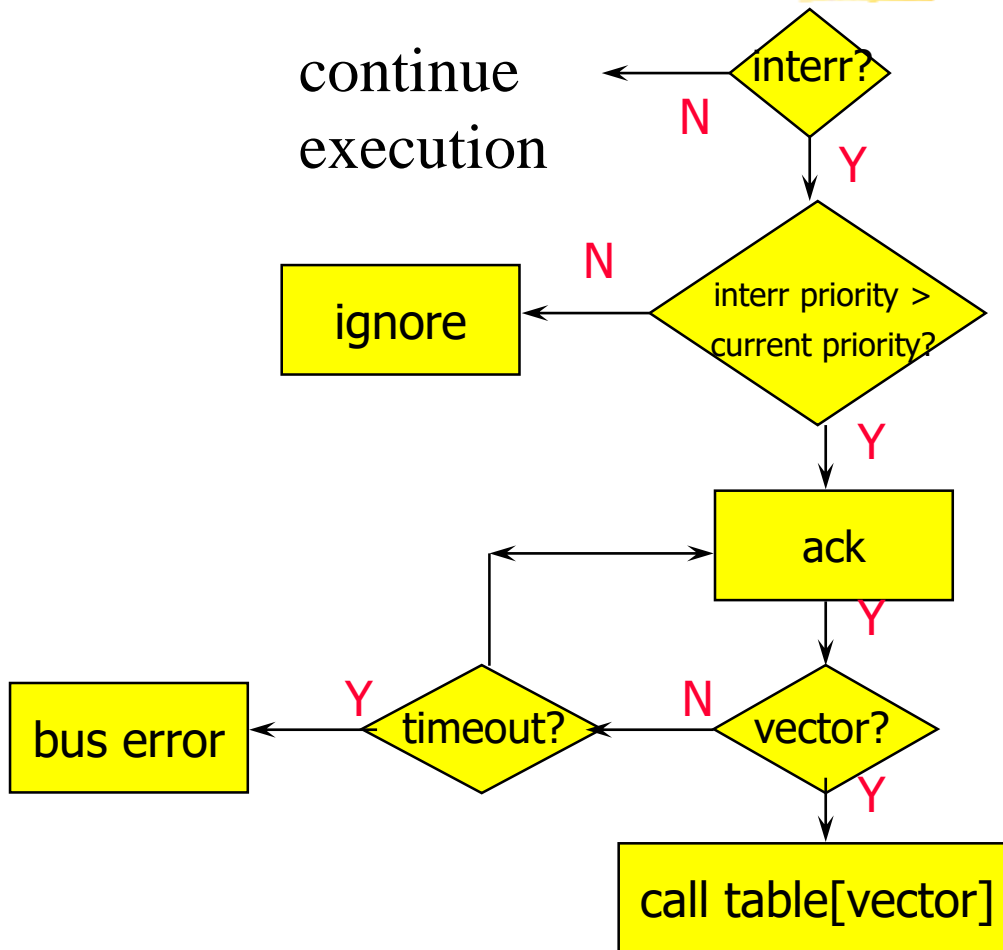 interr?
continue
execution
N
Y
N
interr priority >
current priority?
ignore
Y
ack
Y
Y
N
timeout?
vector?
bus error
Y
call table[vector]